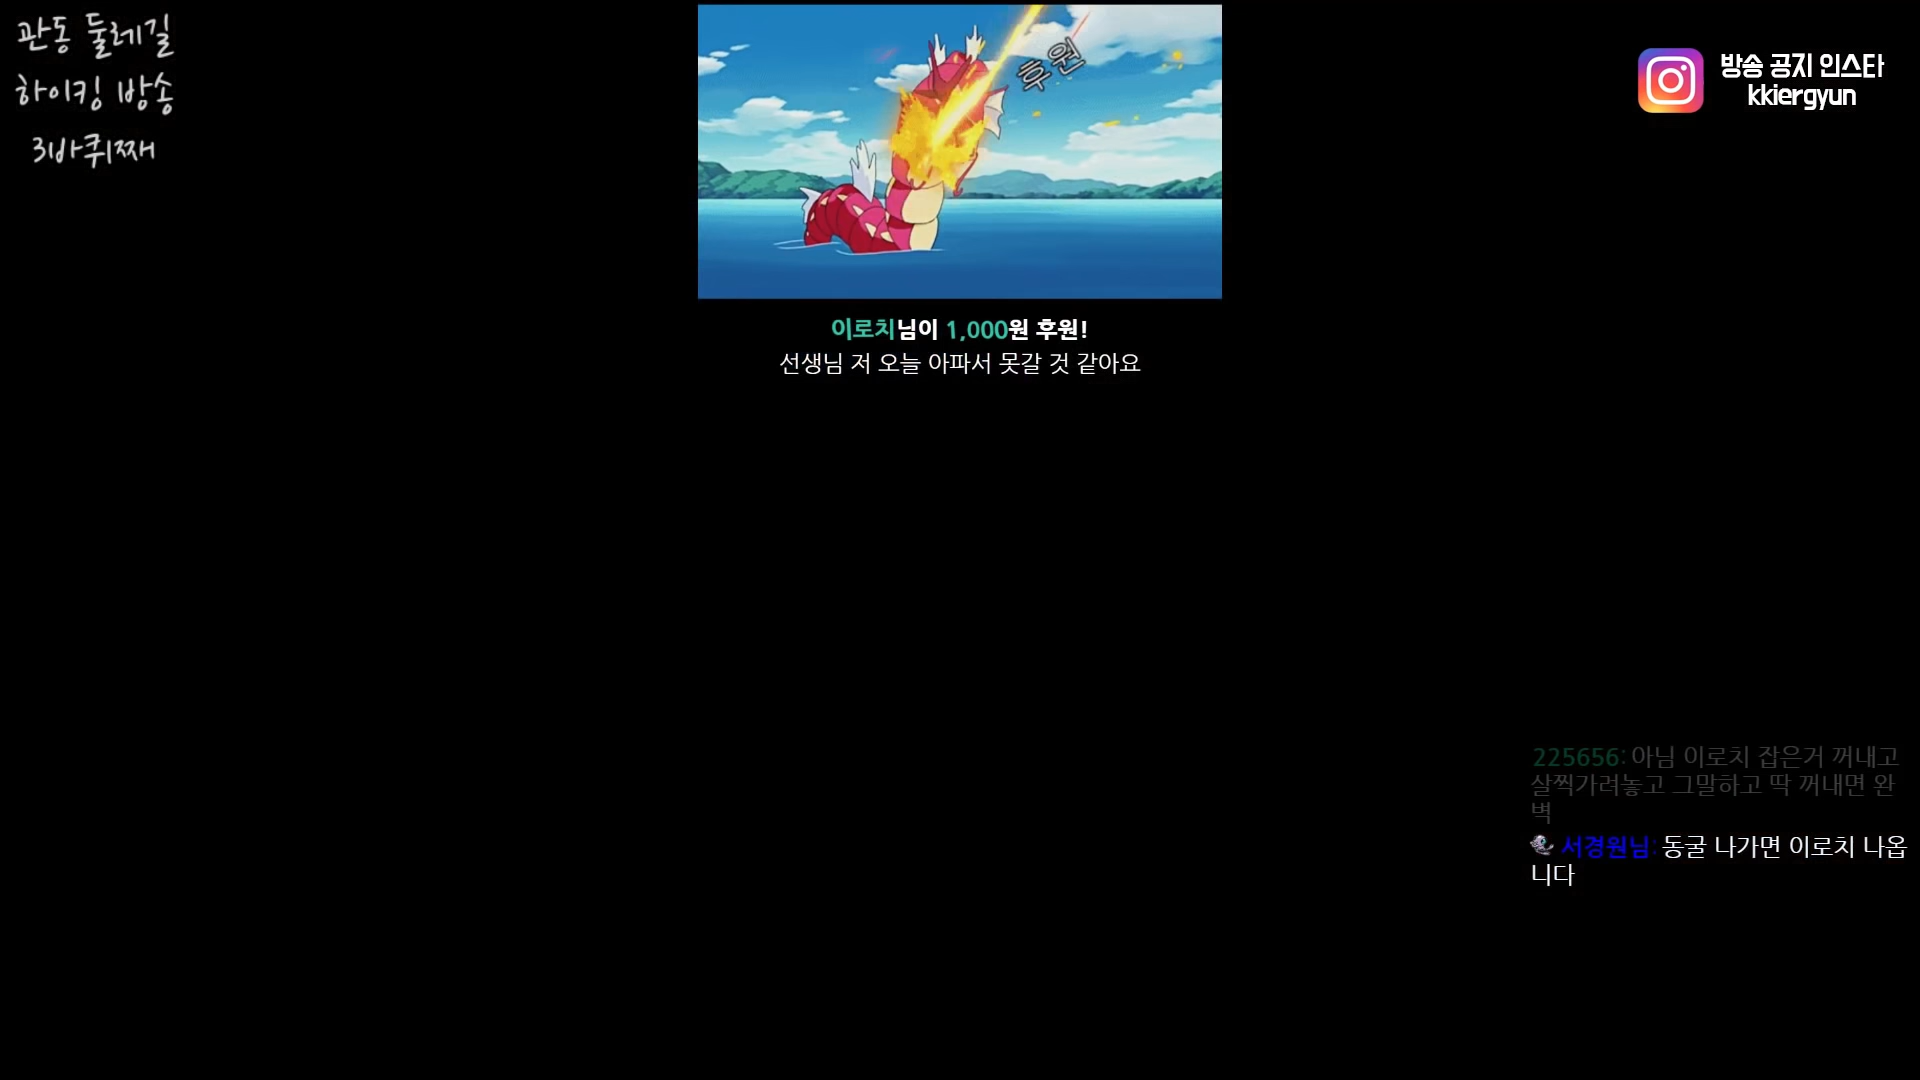 관동 둘레길
하이킹 방송
3바퀴째
후원
방송 공지 인스타
kkiergyun
이로치님이 1,000원 후원!
선생님 저 오늘 아파서 못갈 것 같아요
225656: 아님 이로치 잡은거 꺼내고
살찍가려놓고 그말하고 딱 꺼내면 완
벽
서경원님: 동굴 나가면 이로치 나옵
니다